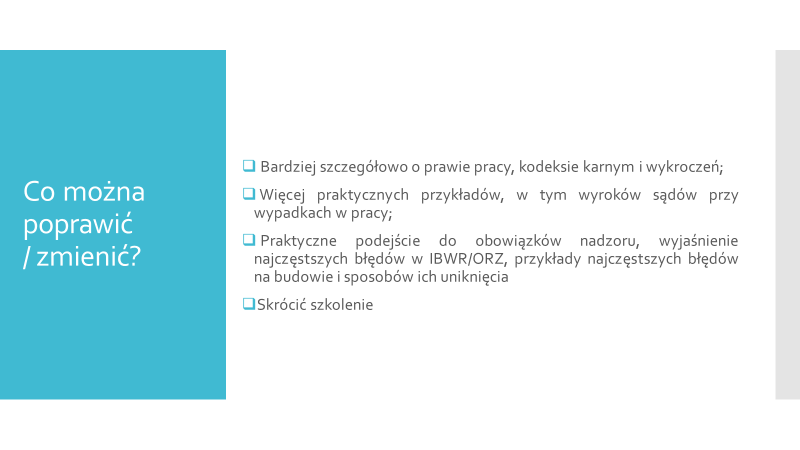 Co można
poprawić
/ zmienić?
❑ Bardziej szczegółowo o prawie pracy, kodeksie karnym i wykroczeń;
❑ Więcej praktycznych przykładów, w tym wyroków sądów przy
wypadkach w pracy;
❑ Praktyczne podejście do obowiązków nadzoru, wyjaśnienie
najczęstszych błędów w IBWR/ORZ, przykłady najczęstszych błędów
na budowie i sposobów ich uniknięcia
❑Skrócić szkolenie